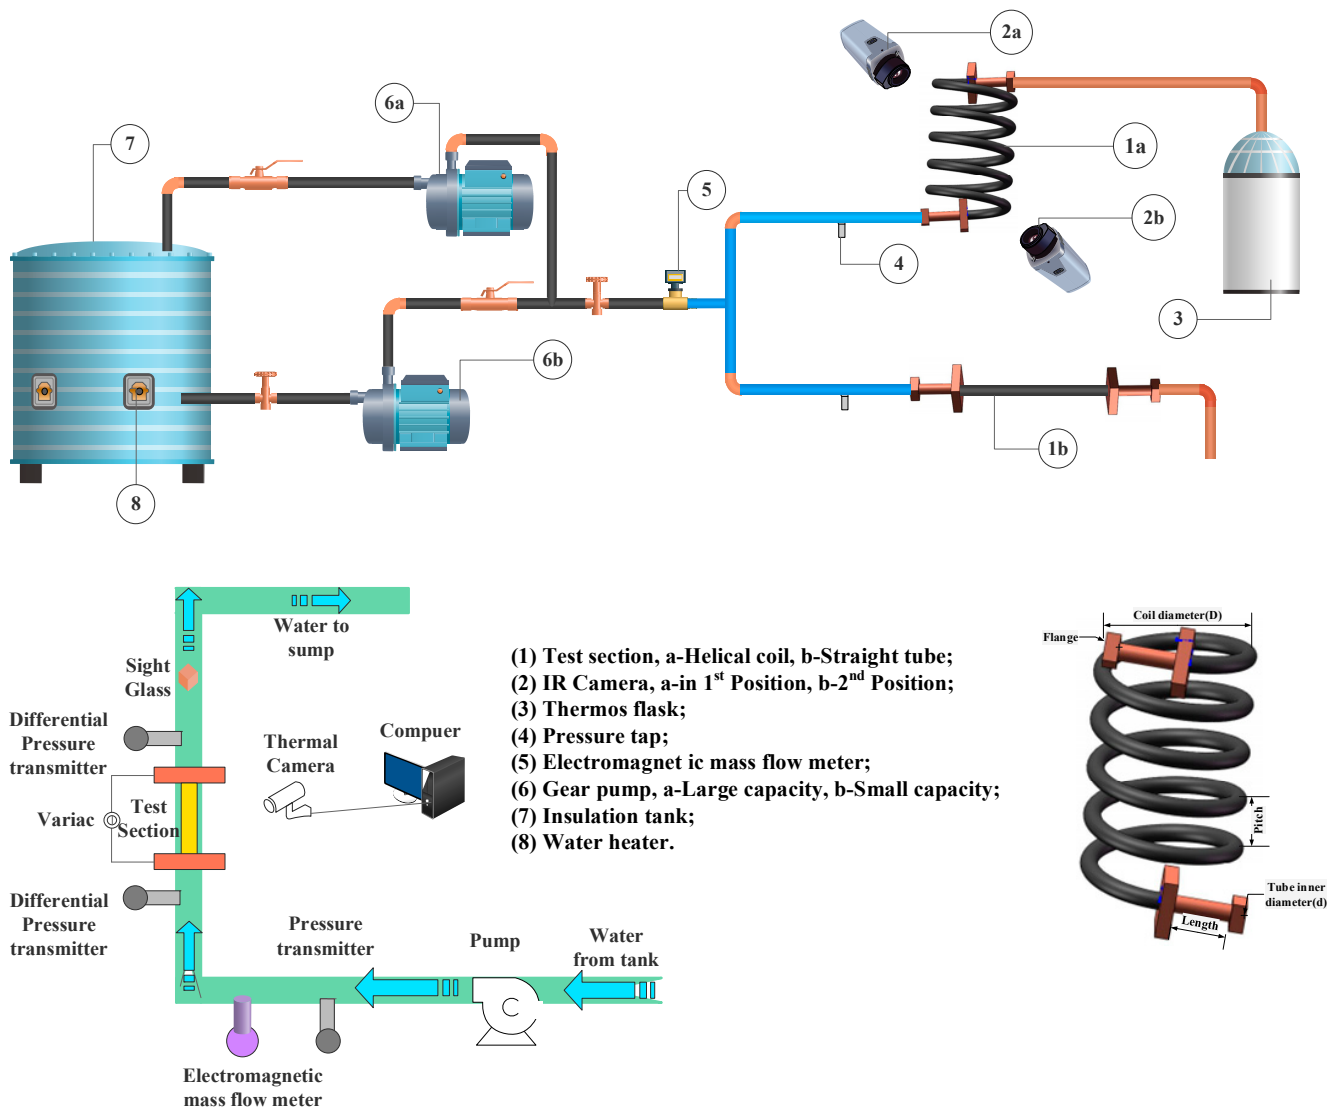 2a
6a
7
1a
5
2b
4
3
6b
1b
8
Water to
sump
Sight
Glass
Differential
Pressure
transmitter
Thermal
Camera
Compuer
Variac
Test
Section
Differential
Pressure
transmitter
Pressure
transmitter
Pump
C
Water
from tank
Electromagnetic
mass flow meter
(1) Test section, a-Helical coil, b-Straight tube;
(2) IR Camera, a-in 1st Position, b-2nd Position;
(3) Thermos flask;
(4) Pressure tap;
(5) Electromagnet ic mass flow meter;
(6) Gear pump, a-Large capacity, b-Small capacity;
(7) Insulation tank;
(8) Water heater.
Coil diameter(D)
Flange
Pitch
Tube inner
diameter(d)
Length